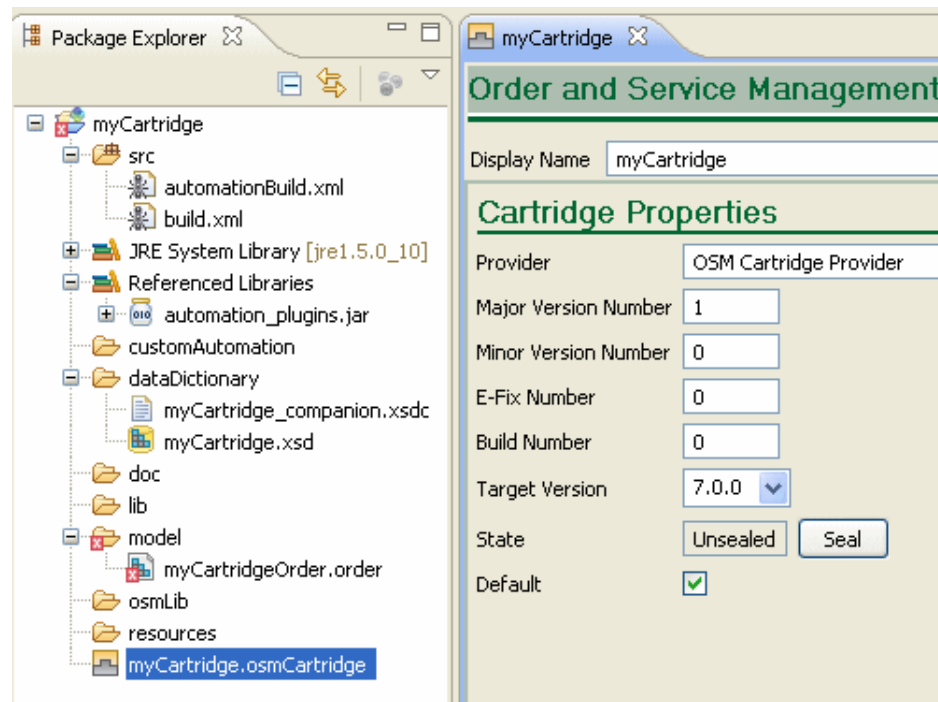 Package Explorer
myCartridge
src
automationBuild.xml
build.xml
JRE System Library [jre1.5.0_10]
Referenced Libraries
automation_plugins.jar
customAutomation
dataDictionary
myCartridge_companion.xsdc
myCartridge.xsd
doc
lib
model
myCartridgeOrder.order
osmLib
resources
myCartridge.osmCartridge
myCartridge
Order and Service Management
Display Name myCartridge
Cartridge Properties
Provider OSM Cartridge Provider
Major Version Number 1
Minor Version Number 0
E-Fix Number 0
Build Number 0
Target Version 7.0.0
State Unsealed Seal
Default